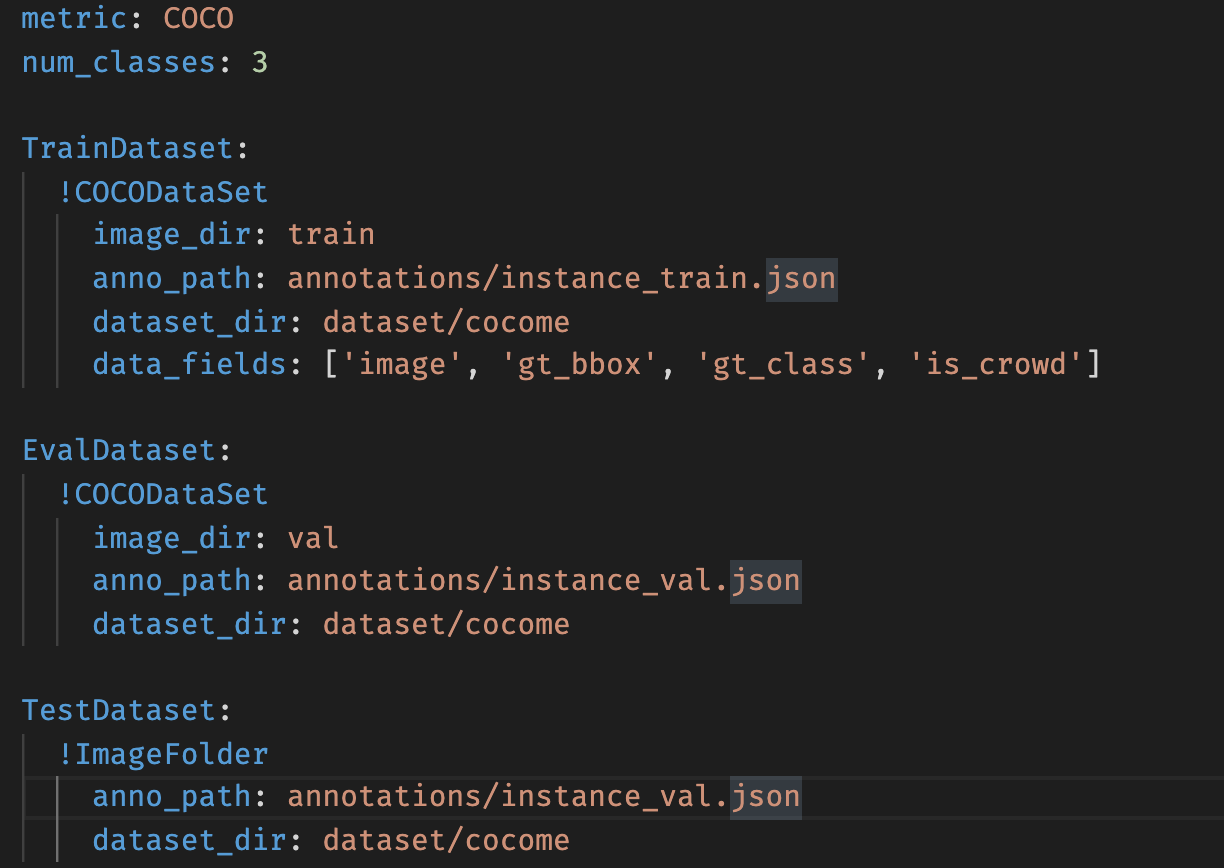 metric: COCO
num_classes: 3
TrainDataset:
!COCODataSet
image_dir: train
anno_path: annotations/instance_train.json
dataset_dir: dataset/cocome
data_fields: ['image', 'gt_bbox', 'gt_class', 'is_crowd']
EvalDataset:
!COCODataSet
image_dir: val
anno_path: annotations/instance_val.json
dataset_dir: dataset/cocome
TestDataset:
!ImageFolder
anno_path: annotations/instance_val.json
dataset_dir: dataset/cocome